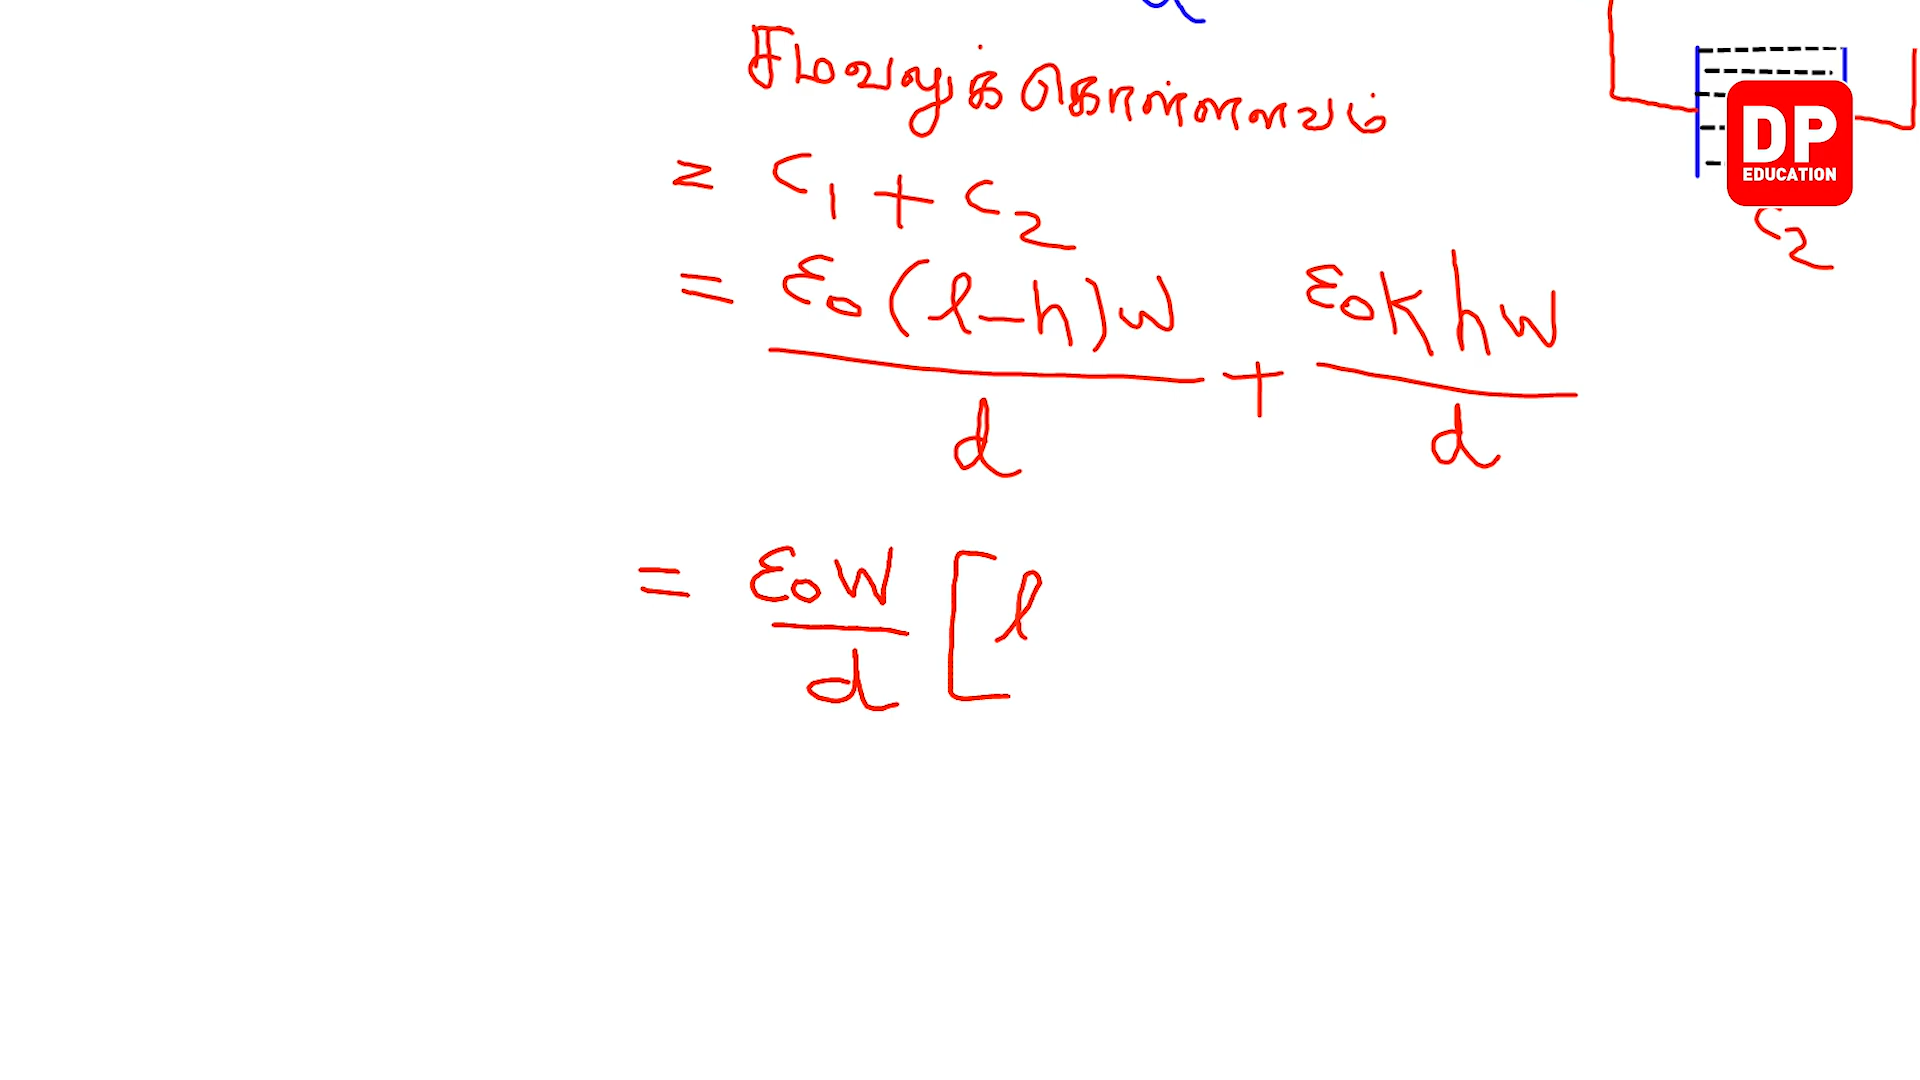 சமவலுக் கொள்ளளவம்
= C₁ + C₂
= ε₀(l-h)w/d + ε₀khw/d
= ε₀w/d [l
DP
EDUCATION
C₂